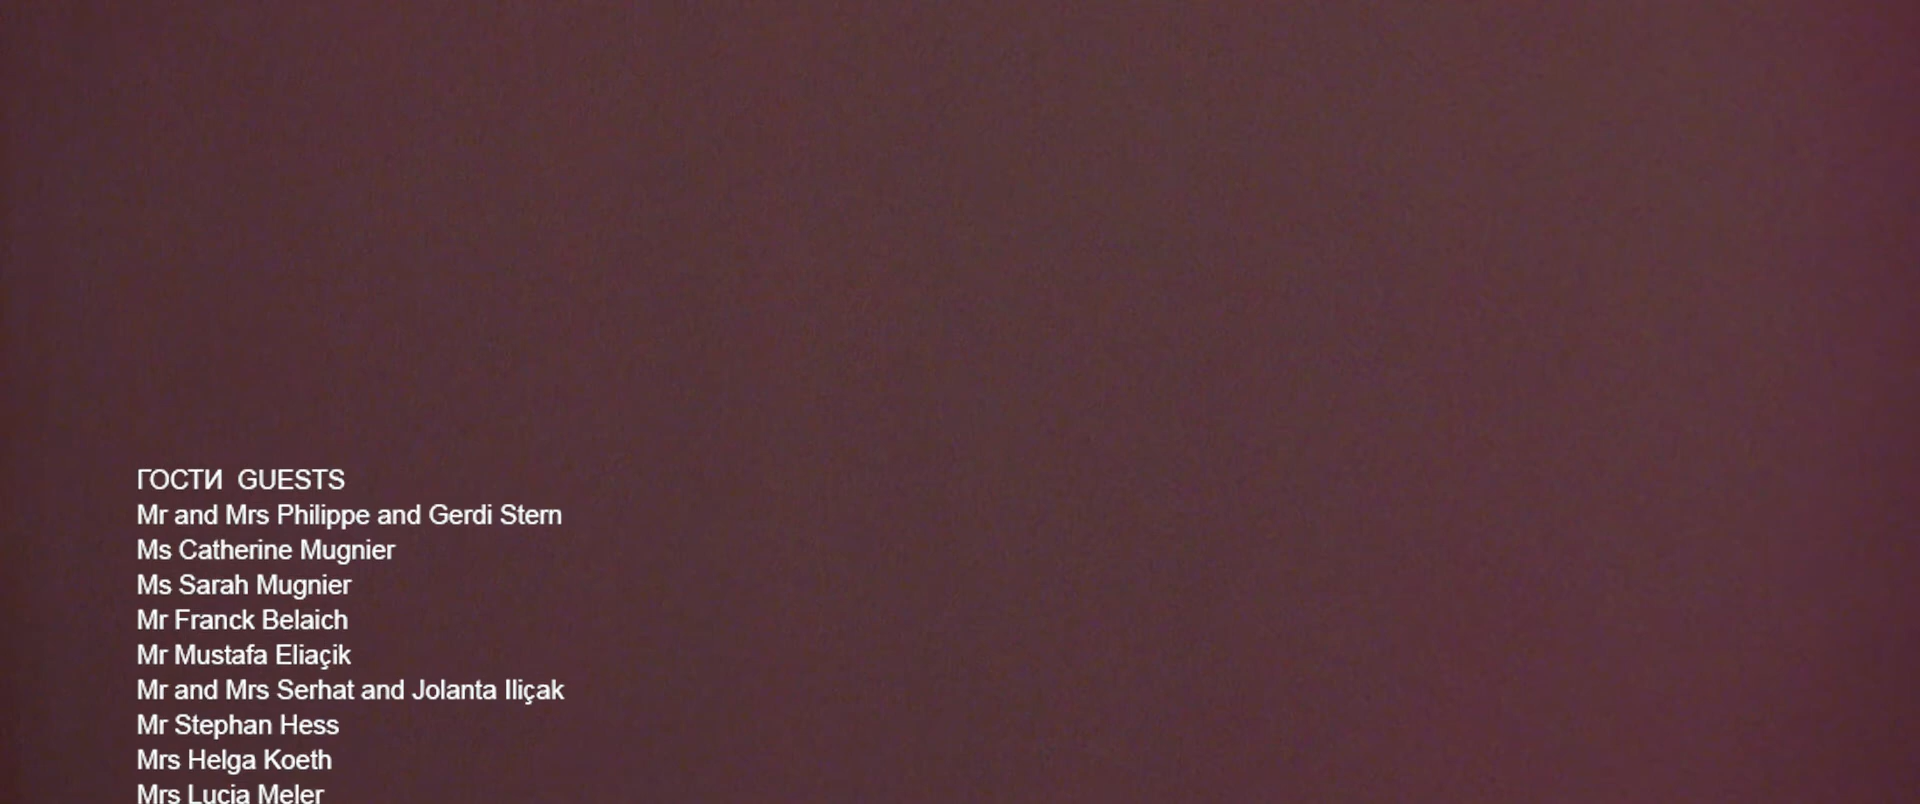 ГОСТИ GUESTS
Mr and Mrs Philippe and Gerdi Stern
Ms Catherine Mugnier
Ms Sarah Mugnier
Mr Franck Belaich
Mr Mustafa Eliaçik
Mr and Mrs Serhat and Jolanta Iliçak
Mr Stephan Hess
Mrs Helga Koeth
Mrs Lucia Meler